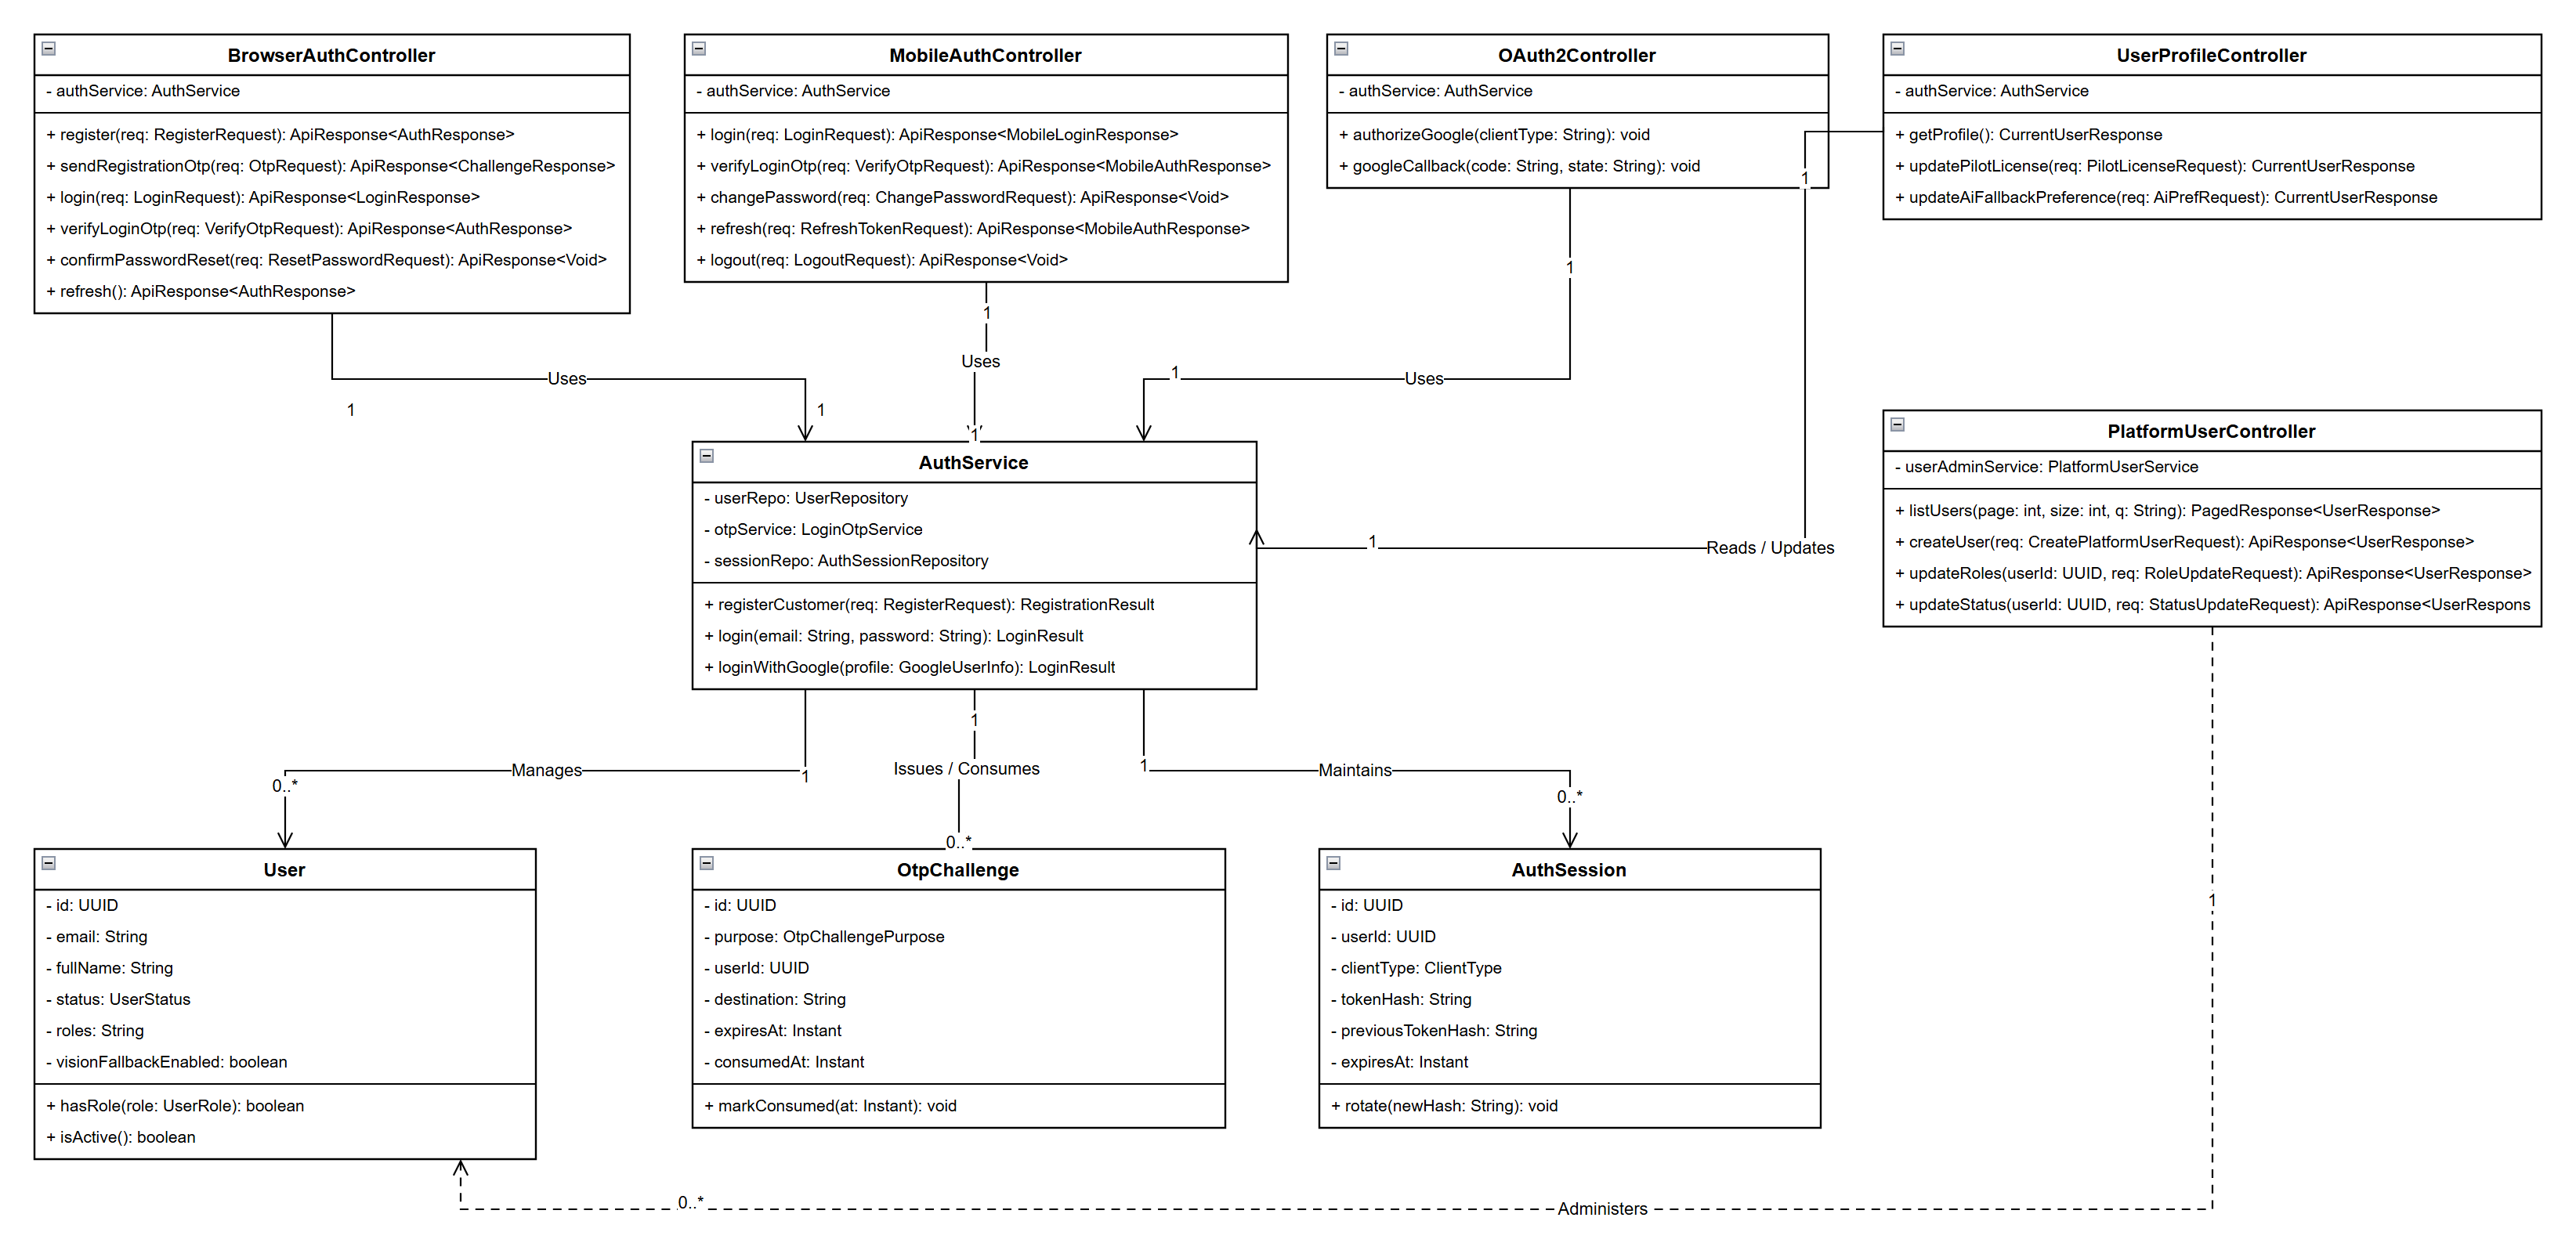 BrowserAuthController
- authService: AuthService
+ register(req: RegisterRequest): ApiResponse<AuthResponse>
+ sendRegistrationOtp(req: OtpRequest): ApiResponse<ChallengeResponse>
+ login(req: LoginRequest): ApiResponse<LoginResponse>
+ verifyLoginOtp(req: VerifyOtpRequest): ApiResponse<AuthResponse>
+ confirmPasswordReset(req: ResetPasswordRequest): ApiResponse<Void>
+ refresh(): ApiResponse<AuthResponse>
MobileAuthController
- authService: AuthService
+ login(req: LoginRequest): ApiResponse<MobileLoginResponse>
+ verifyLoginOtp(req: VerifyOtpRequest): ApiResponse<MobileAuthResponse>
+ changePassword(req: ChangePasswordRequest): ApiResponse<Void>
+ refresh(req: RefreshTokenRequest): ApiResponse<MobileAuthResponse>
+ logout(req: LogoutRequest): ApiResponse<Void>
OAuth2Controller
- authService: AuthService
+ authorizeGoogle(clientType: String): void
+ googleCallback(code: String, state: String): void
UserProfileController
- authService: AuthService
+ getProfile(): CurrentUserResponse
+ updatePilotLicense(req: PilotLicenseRequest): CurrentUserResponse
+ updateAiFallbackPreference(req: AiPrefRequest): CurrentUserResponse
1
1
1
Uses
Uses
1
Uses
1
1
1
PlatformUserController
- userAdminService: PlatformUserService
+ listUsers(page: int, size: int, q: String): PagedResponse<UserResponse>
+ createUser(req: CreatePlatformUserRequest): ApiResponse<UserResponse>
+ updateRoles(userId: UUID, req: RoleUpdateRequest): ApiResponse<UserResponse>
+ updateStatus(userId: UUID, req: StatusUpdateRequest): ApiResponse<UserRespons
AuthService
- userRepo: UserRepository
- otpService: LoginOtpService
- sessionRepo: AuthSessionRepository
+ registerCustomer(req: RegisterRequest): RegistrationResult
+ login(email: String, password: String): LoginResult
+ loginWithGoogle(profile: GoogleUserInfo): LoginResult
1
Reads / Updates
1
Manages
1
0..*
Issues / Consumes
0..*
1
Maintains
0..*
User
- id: UUID
- email: String
- fullName: String
- status: UserStatus
- roles: String
- visionFallbackEnabled: boolean
+ hasRole(role: UserRole): boolean
+ isActive(): boolean
OtpChallenge
- id: UUID
- purpose: OtpChallengePurpose
- userId: UUID
- destination: String
- expiresAt: Instant
- consumedAt: Instant
+ markConsumed(at: Instant): void
AuthSession
- id: UUID
- userId: UUID
- clientType: ClientType
- tokenHash: String
- previousTokenHash: String
- expiresAt: Instant
+ rotate(newHash: String): void
1
0..*
Administers